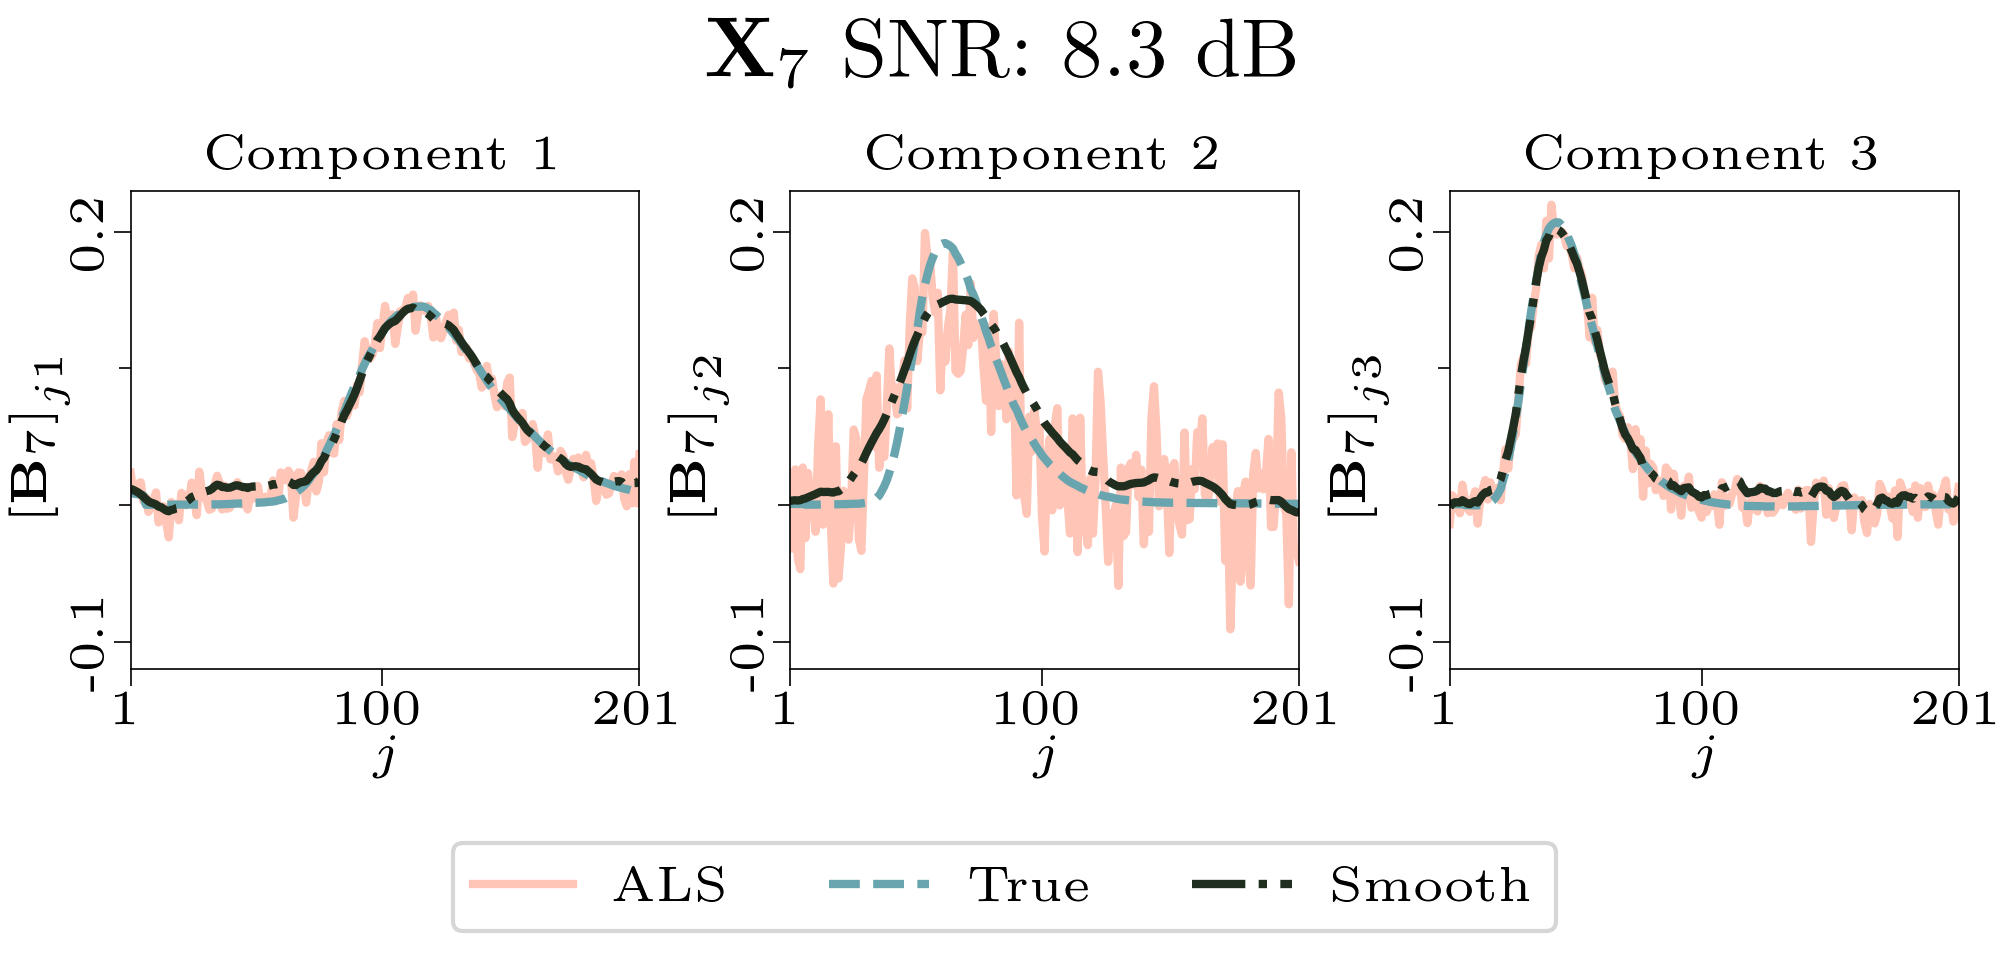 X₇ SNR: 8.3 dB
Component 1
Component 2
Component 3
[B₇]ⱼ₁
0.2
-0.1
1 100 201
j
[B₇]ⱼ₂
0.2
-0.1
1 100 201
j
[B₇]ⱼ₃
0.2
-0.1
1 100 201
j
ALS True Smooth